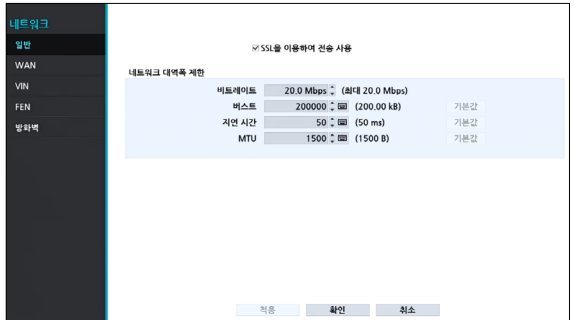 네트워크
일반
WAN
VIN
FEN
방화벽
SSL을 이용하여 전송 사용
네트워크 대역폭 제한
비트레이트 20.0 Mbps (최대 20.0 Mbps)
버스트 200000 (200.00 kB) 기본값
지연 시간 50 (50 ms) 기본값
MTU 1500 (1500 B) 기본값
적용 확인 취소